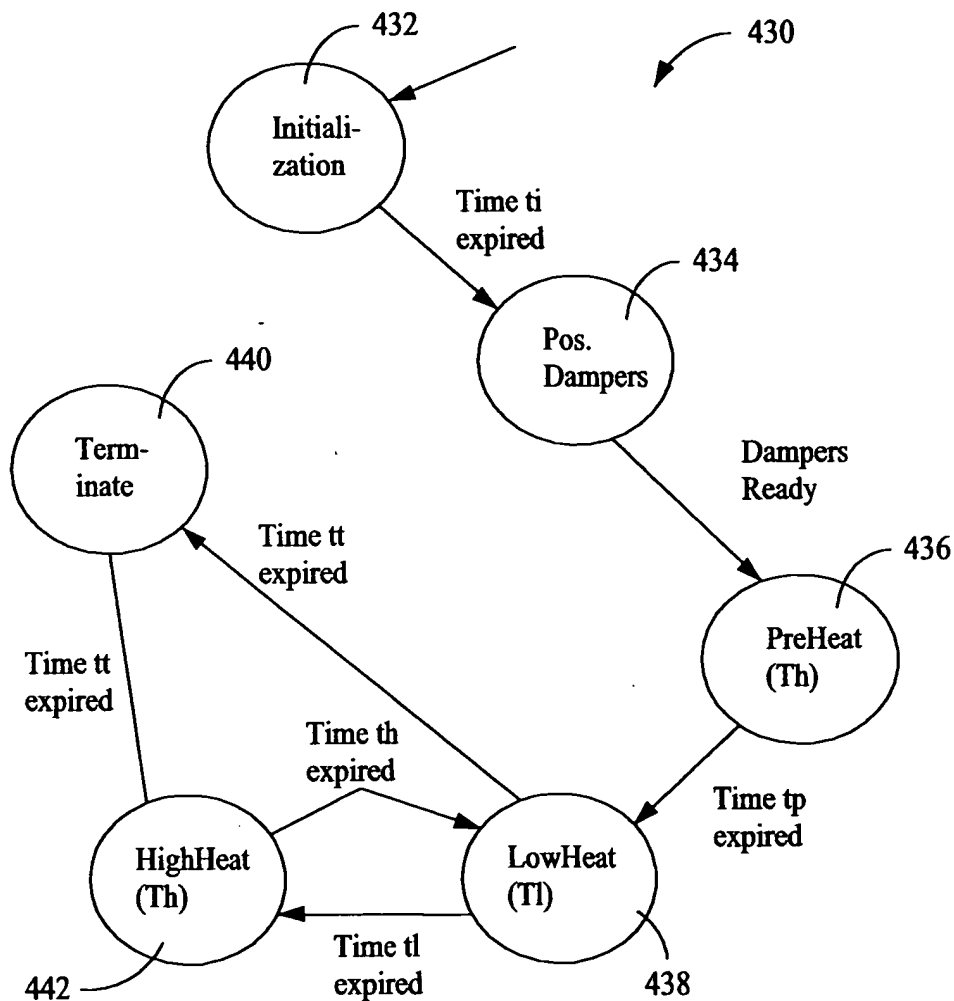 432
430
Initiali-
zation
Time ti
expired
434
Pos.
Dampers
440
Term-
inate
Dampers
Ready
Time tt
expired
436
PreHeat
(Th)
Time tt
expired
Time th
expired
Time tp
expired
HighHeat
(Th)
LowHeat
(Tl)
Time tl
expired
442
438